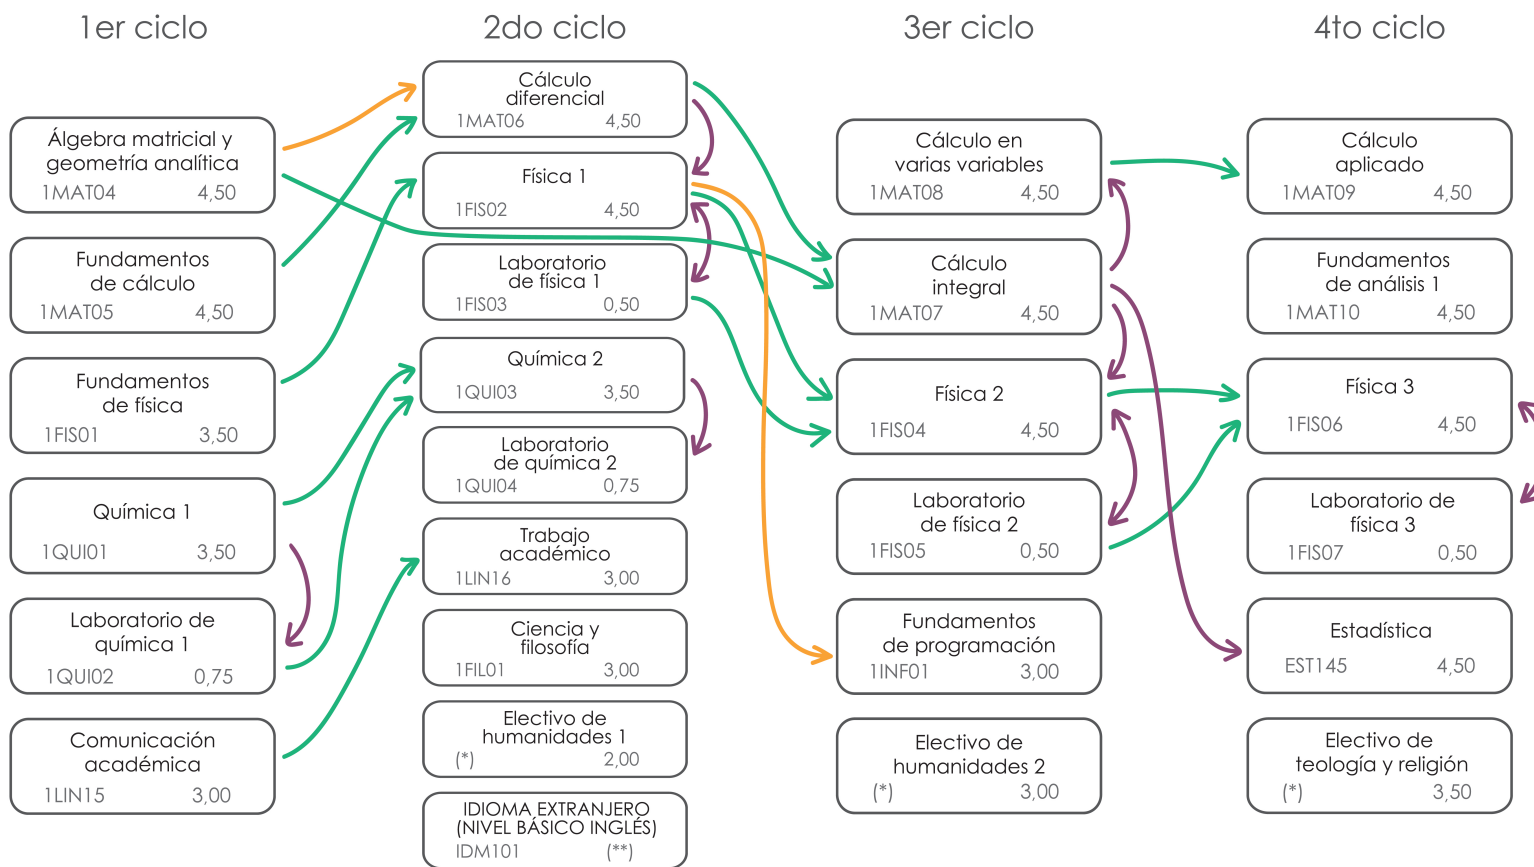 1er ciclo
Álgebra matricial y
geometría analítica
1MAT04 4,50
Fundamentos
de cálculo
1MAT05 4,50
Fundamentos
de física
1FIS01 3,50
Química 1
1QUI01 3,50
Laboratorio de
química 1
1QUI02 0,75
Comunicación
académica
1LIN15 3,00
2do ciclo
Cálculo
diferencial
1MAT06 4,50
Física 1
1FIS02 4,50
Laboratorio
de física 1
1FIS03 0,50
Química 2
1QUI03 3,50
Laboratorio
de química 2
1QUI04 0,75
Trabajo
académico
1LIN16 3,00
Ciencia y
filosofía
1FIL01 3,00
Electivo de
humanidades 1
(*) 2,00
IDIOMA EXTRANJERO
(NIVEL BÁSICO INGLÉS)
IDM101 (**)
3er ciclo
Cálculo en
varias variables
1MAT08 4,50
Cálculo
integral
1MAT07 4,50
Física 2
1FIS04 4,50
Laboratorio
de física 2
1FIS05 0,50
Fundamentos
de programación
1INF01 3,00
Electivo de
humanidades 2
(*) 3,00
4to ciclo
Cálculo
aplicado
1MAT09 4,50
Fundamentos
de análisis 1
1MAT10 4,50
Física 3
1FIS06 4,50
Laboratorio de
física 3
1FIS07 0,50
Estadística
EST145 4,50
Electivo de
teología y religión
(*) 3,50